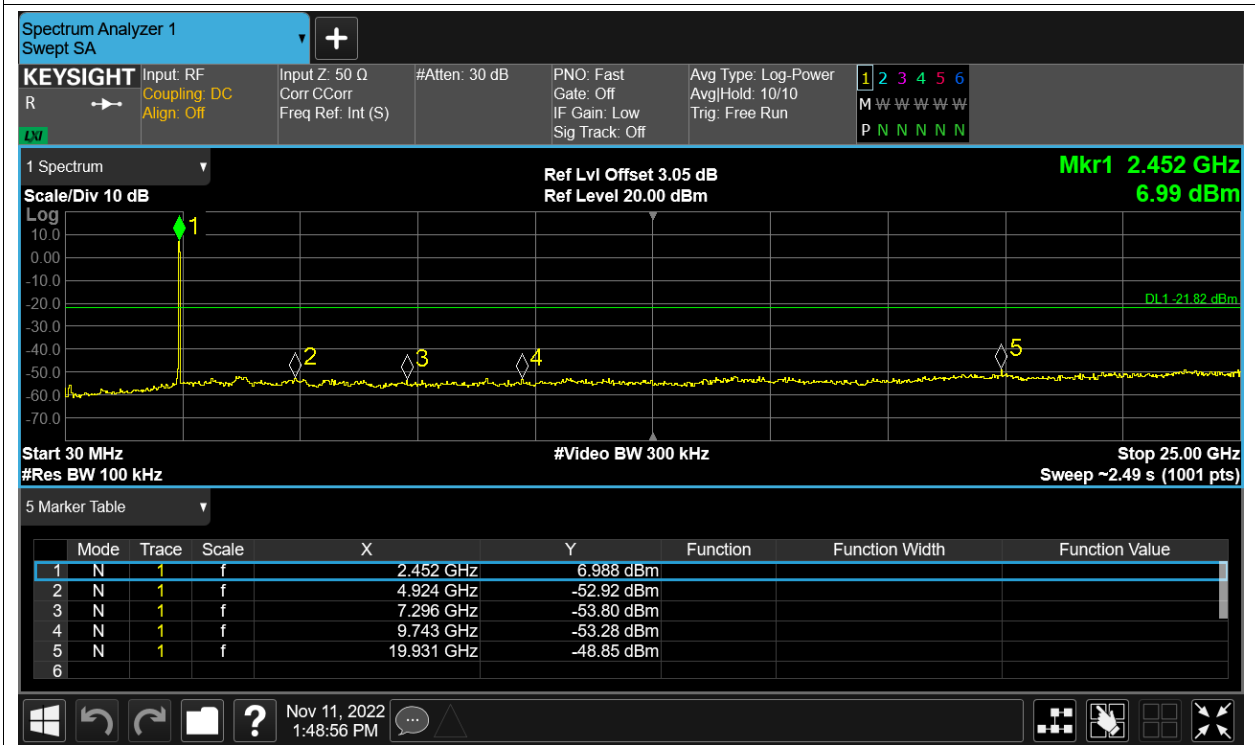 Spectrum Analyzer 1
Swept SA
KEYSIGHT
R
LXI
Input: RF
Coupling: DC
Align: Off
Input Z: 50 Ω
Corr CCorr
Freq Ref: Int (S)
#Atten: 30 dB
PNO: Fast
Gate: Off
IF Gain: Low
Sig Track: Off
Avg Type: Log-Power
Avg|Hold: 10/10
Trig: Free Run
1 2 3 4 5 6
M W W W W W
P N N N N N
1 Spectrum
Scale/Div 10 dB
Ref Lvl Offset 3.05 dB
Ref Level 20.00 dBm
Mkr1 2.452 GHz
6.99 dBm
Log
10.0
0.00
-10.0
-20.0
-30.0
-40.0
-50.0
-60.0
-70.0
1
2
3
4
5
DL1 -21.82 dBm
Start 30 MHz
#Res BW 100 kHz
#Video BW 300 kHz
Stop 25.00 GHz
Sweep ~2.49 s (1001 pts)
5 Marker Table
Mode Trace Scale X Y Function Function Width Function Value
1 N 1 f 2.452 GHz 6.988 dBm
2 N 1 f 4.924 GHz -52.92 dBm
3 N 1 f 7.296 GHz -53.80 dBm
4 N 1 f 9.743 GHz -53.28 dBm
5 N 1 f 19.931 GHz -48.85 dBm
6
?
Nov 11, 2022
1:48:56 PM